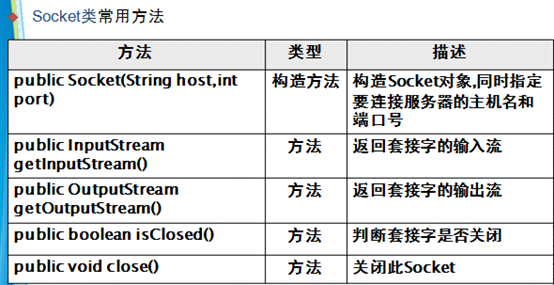 Socket类常用方法
方法 类型 描述
public Socket(String host,int 构造方法 构造Socket对象,同时指定
port) 要连接服务器的主机名和
端口号
public InputStream 方法 返回套接字的输入流
getInputStream()
public OutputStream 方法 返回套接字的输出流
getOutputStream()
public boolean isClosed() 方法 判断套接字是否关闭
public void close() 方法 关闭此Socket